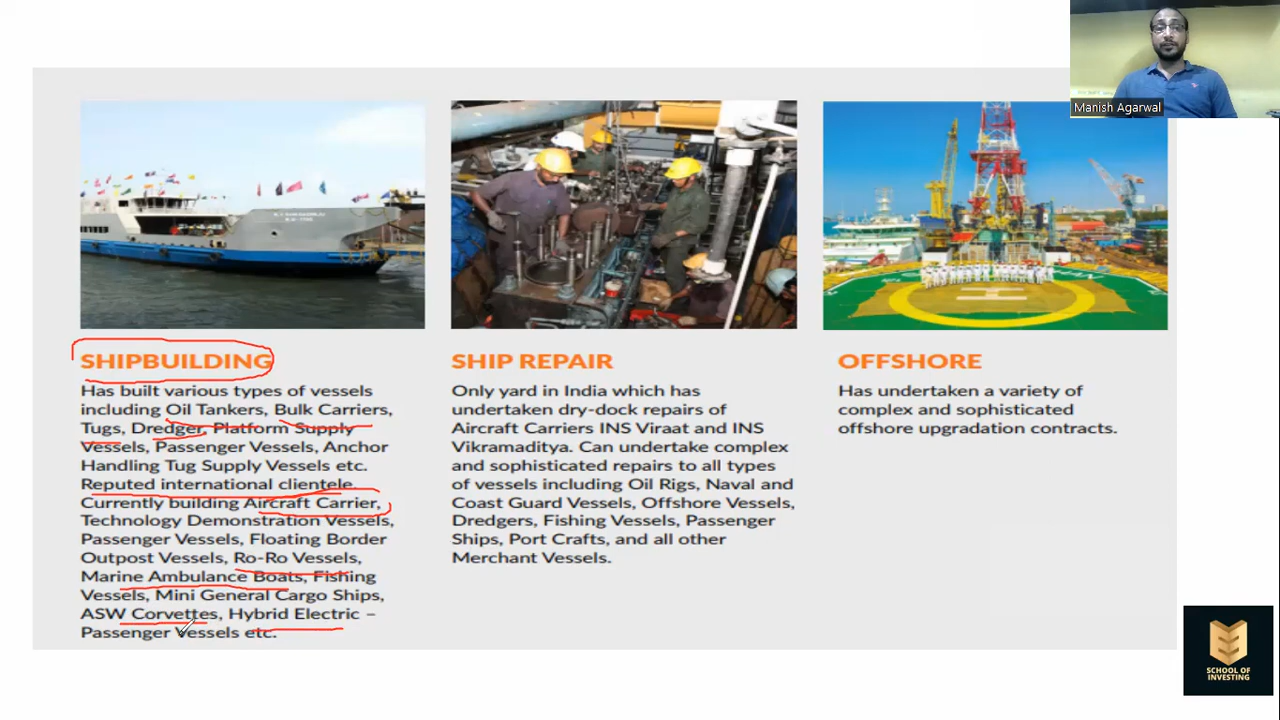 Manish Agarwal
SHIPBUILDING
Has built various types of vessels
including Oil Tankers, Bulk Carriers,
Tugs, Dredger, Platform Supply
Vessels, Passenger Vessels, Anchor
Handling Tug Supply Vessels etc.
Reputed international clientele.
Currently building Aircraft Carrier,
Technology Demonstration Vessels,
Passenger Vessels, Floating Border
Outpost Vessels, Ro-Ro Vessels,
Marine Ambulance Boats, Fishing
Vessels, Mini General Cargo Ships,
ASW Corvettes, Hybrid Electric –
Passenger Vessels etc.
SHIP REPAIR
Only yard in India which has
undertaken dry-dock repairs of
Aircraft Carriers INS Viraat and INS
Vikramaditya. Can undertake complex
and sophisticated repairs to all types
of vessels including Oil Rigs, Naval and
Coast Guard Vessels, Offshore Vessels,
Dredgers, Fishing Vessels, Passenger
Ships, Port Crafts, and all other
Merchant Vessels.
OFFSHORE
Has undertaken a variety of
complex and sophisticated
offshore upgradation contracts.
H
SCHOOL OF
INVESTING